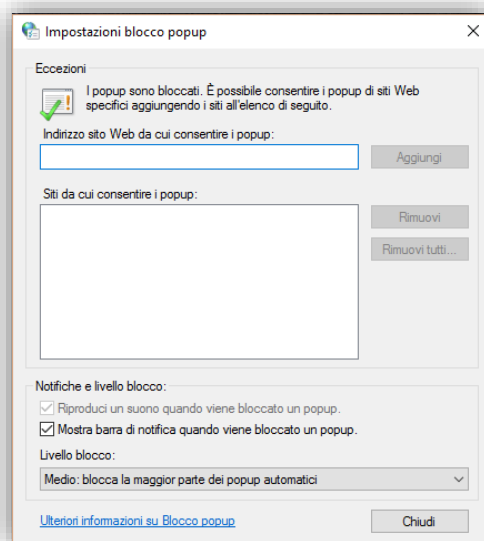 Impostazioni blocco popup
Eccezioni
I popup sono bloccati. È possibile consentire i popup di siti Web
specifici aggiungendo i siti all'elenco di seguito.
Indirizzo sito Web da cui consentire i popup:
Aggiungi
Siti da cui consentire i popup:
Rimuovi
Rimuovi tutti...
Notifiche e livello blocco:
Riproduci un suono quando viene bloccato un popup.
Mostra barra di notifica quando viene bloccato un popup.
Livello blocco:
Medio: blocca la maggior parte dei popup automatici
Ulteriori informazioni su Blocco popup
Chiudi